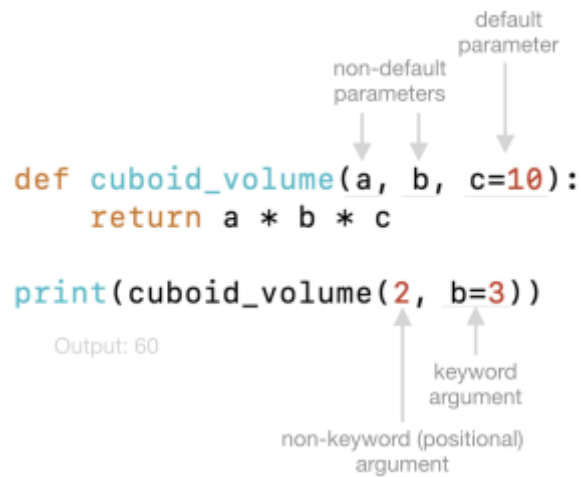 default
parameter
non-default
parameters
def cuboid_volume(a, b, c=10):
    return a * b * c
print(cuboid_volume(2, b=3))
Output: 60
keyword
argument
non-keyword (positional)
argument